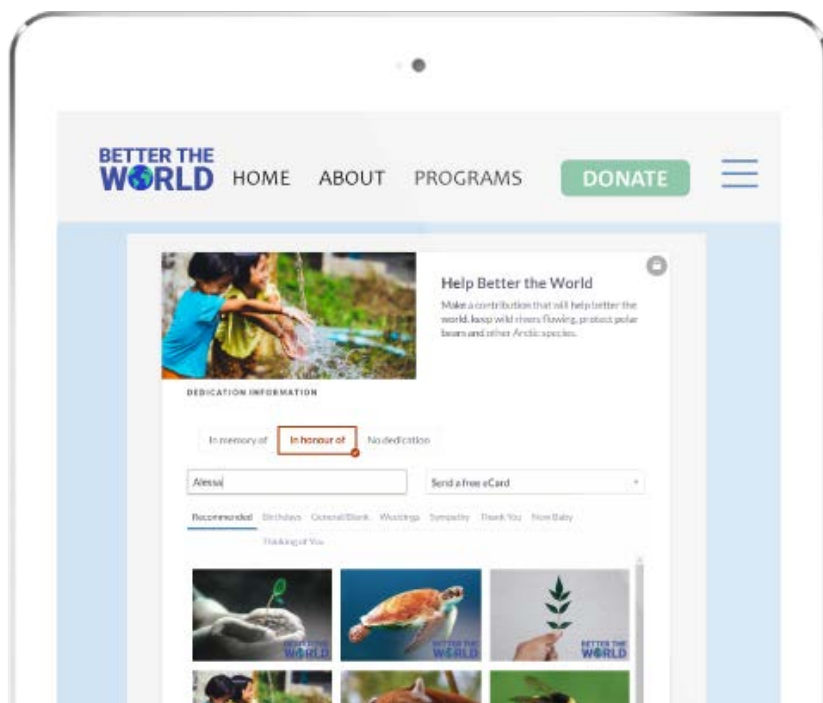 BETTER THE
WORLD
HOME ABOUT PROGRAMS DONATE
Help Better the World
Make a contribution that will help better the
world, keep wild rivers flowing, protect polar
bears and other Arctic species.
DEDICATION INFORMATION
In memory of In honour of No dedication
Alessa Send a free eCard
Recommended Birthdays General/Blank Weddings Sympathy Thank You New Baby
Thinking of You
BETTER THE
WORLD
BETTER THE
WORLD
BETTER THE
WORLD